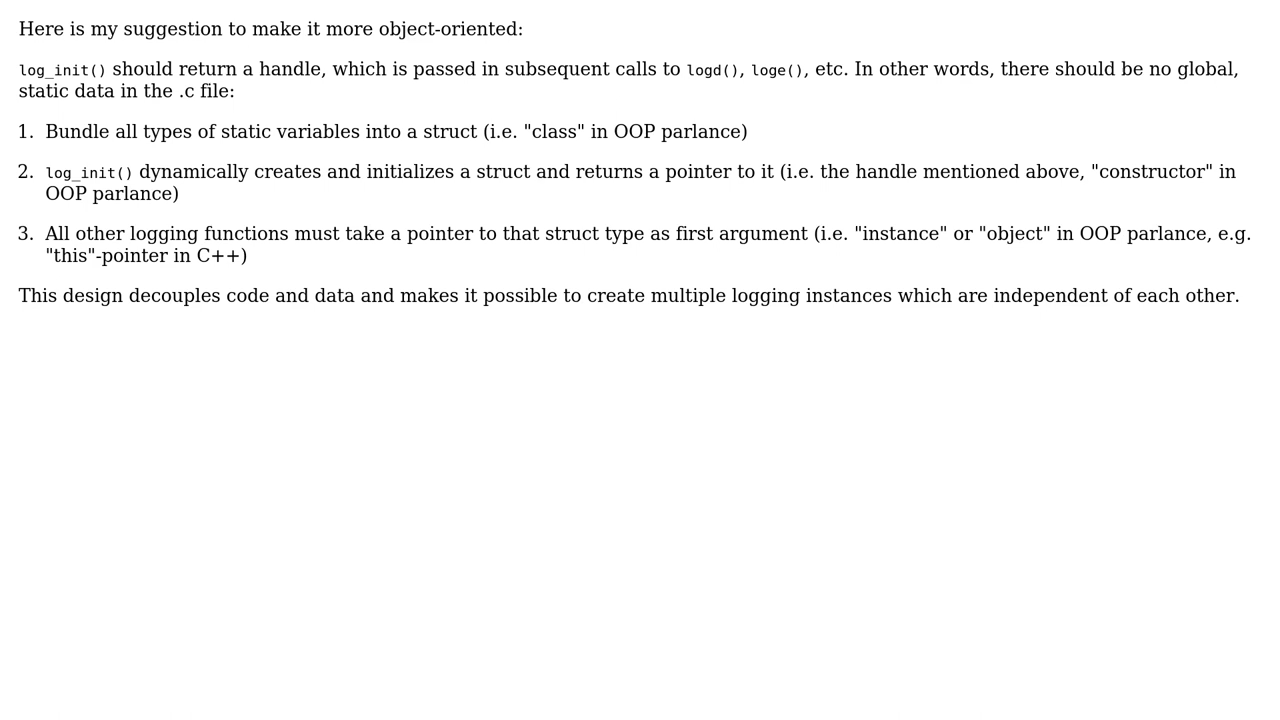 Here is my suggestion to make it more object-oriented:
log_init() should return a handle, which is passed in subsequent calls to logd(), loge(), etc. In other words, there should be no global,
static data in the .c file:
1. Bundle all types of static variables into a struct (i.e. "class" in OOP parlance)
2. log_init() dynamically creates and initializes a struct and returns a pointer to it (i.e. the handle mentioned above, "constructor" in
OOP parlance)
3. All other logging functions must take a pointer to that struct type as first argument (i.e. "instance" or "object" in OOP parlance, e.g.
"this"-pointer in C++)
This design decouples code and data and makes it possible to create multiple logging instances which are independent of each other.